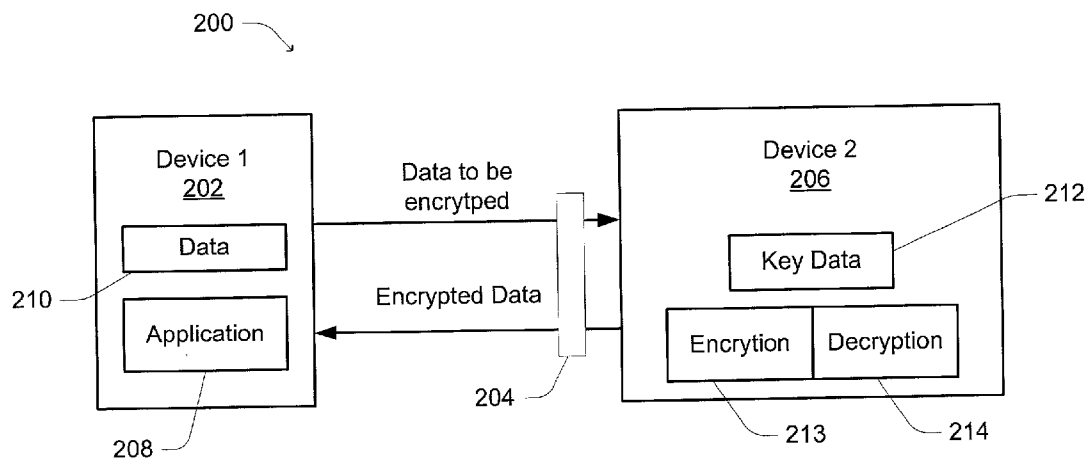 200
Device 1
202
Data
210
Application
208
Data to be
encrytped
Encrypted Data
204
Device 2
206
212
Key Data
Encrytion
Decryption
213
214